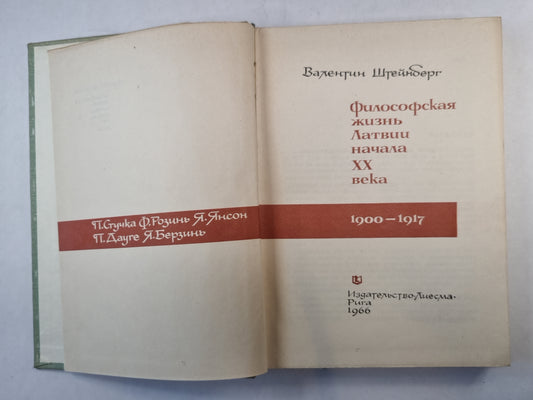 П. Стучка Ф. Розинь Я. Янсон
П. Дауге Я. Берзинь
Валентин Штейнберг
Философская
жизнь
Латвии
начала
XX
века
1900—1917
Издательство „Лиесма"
Рига
1966